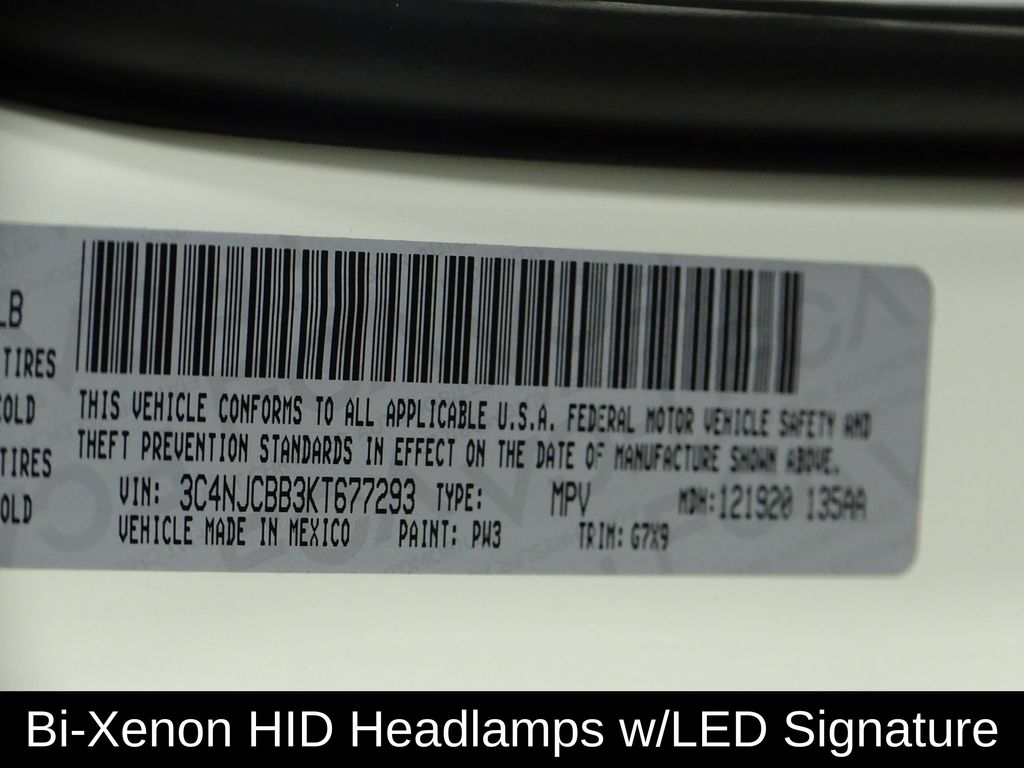 LB
TIRES
COLD
TIRES
OLD
THIS VEHICLE CONFORMS TO ALL APPLICABLE U.S.A. FEDERAL MOTOR VEHICLE SAFETY AND
THEFT PREVENTION STANDARDS IN EFFECT ON THE DATE OF MANUFACTURE SHOWN ABOVE.
VIN: 3C4NJCBB3KT677293 TYPE: MPV MDH:121920 135AA
VEHICLE MADE IN MEXICO PAINT: PW3 TRIM: G7X9
Bi-Xenon HID Headlamps w/LED Signature